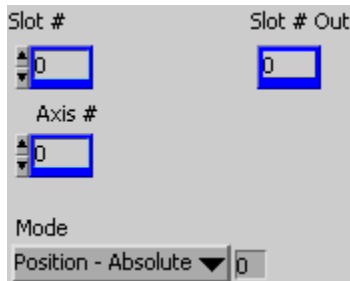 Slot # Slot # Out
0 0
Axis #
0
Mode
Position - Absolute 0